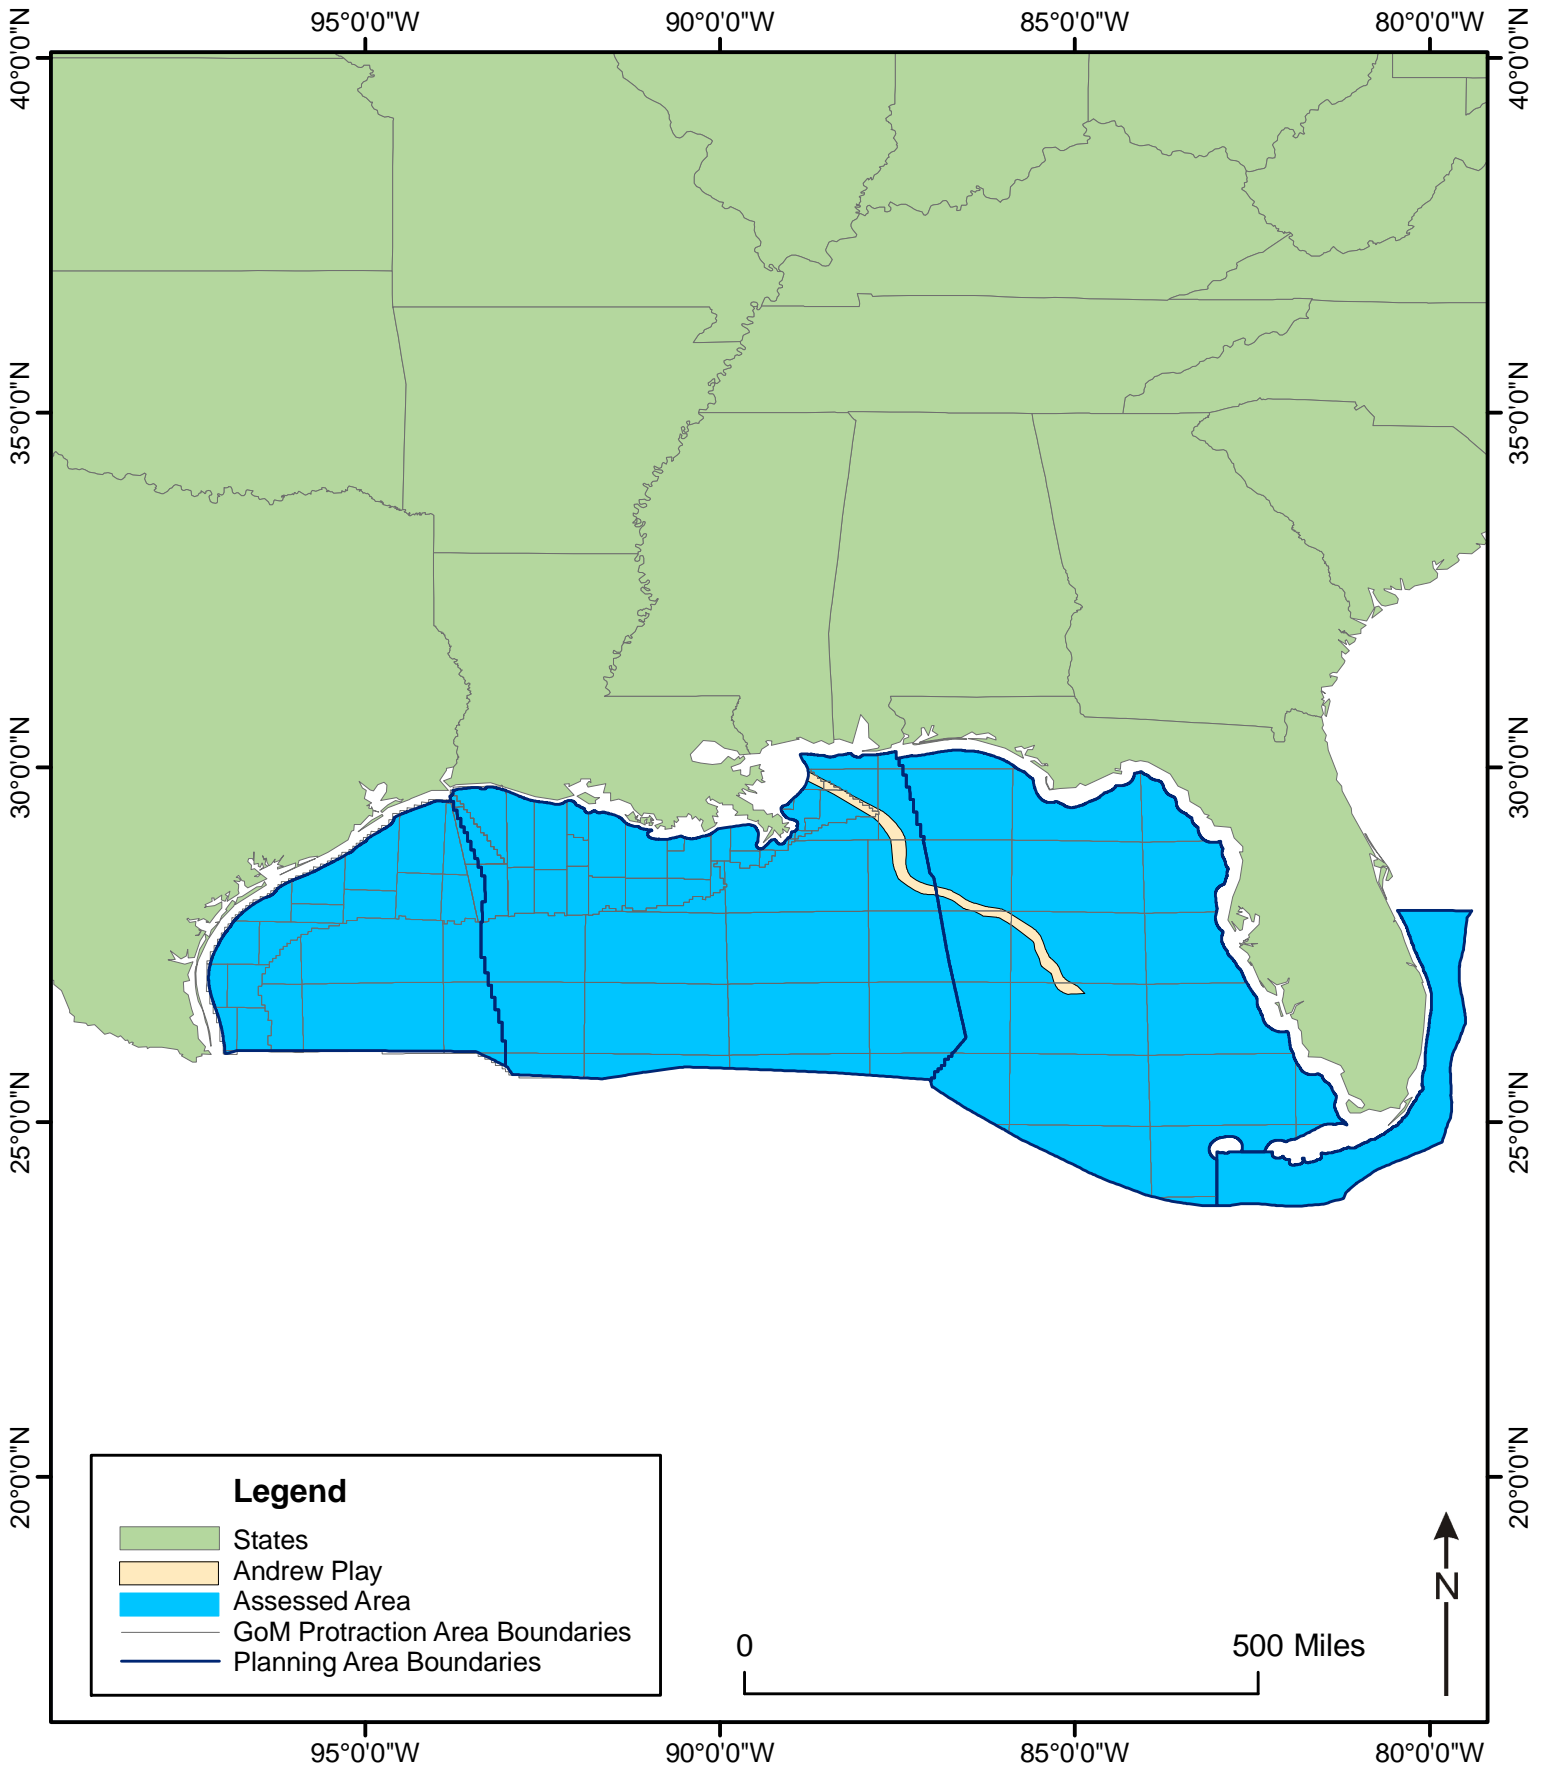 95°0'0"W 90°0'0"W 85°0'0"W 80°0'0"W
40°0'0"N 40°0'0"N
35°0'0"N 35°0'0"N
30°0'0"N 30°0'0"N
25°0'0"N 25°0'0"N
20°0'0"N 20°0'0"N
Legend
States
Andrew Play
Assessed Area
GoM Protraction Area Boundaries
Planning Area Boundaries
0 500 Miles
N
95°0'0"W 90°0'0"W 85°0'0"W 80°0'0"W